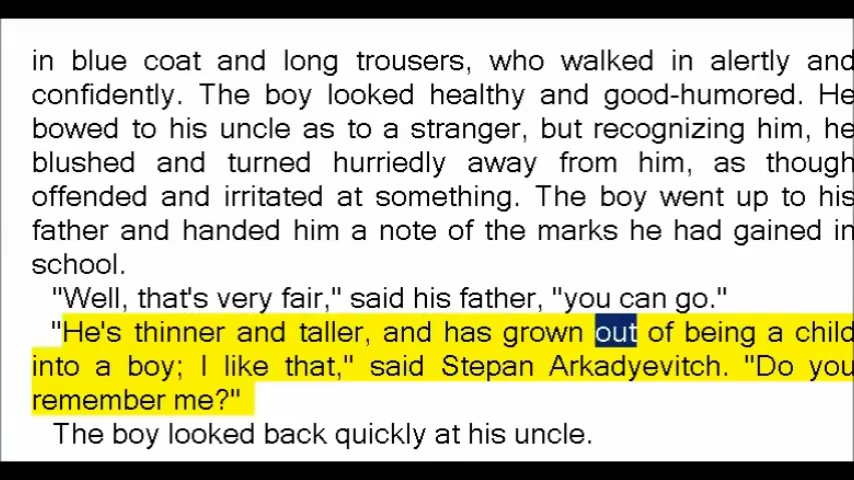 in blue coat and long trousers, who walked in alertly and
confidently. The boy looked healthy and good-humored. He
bowed to his uncle as to a stranger, but recognizing him, he
blushed and turned hurriedly away from him, as though
offended and irritated at something. The boy went up to his
father and handed him a note of the marks he had gained in
school.
"Well, that's very fair," said his father, "you can go."
"He's thinner and taller, and has grown out of being a child
into a boy; I like that," said Stepan Arkadyevitch. "Do you
remember me?"
The boy looked back quickly at his uncle.